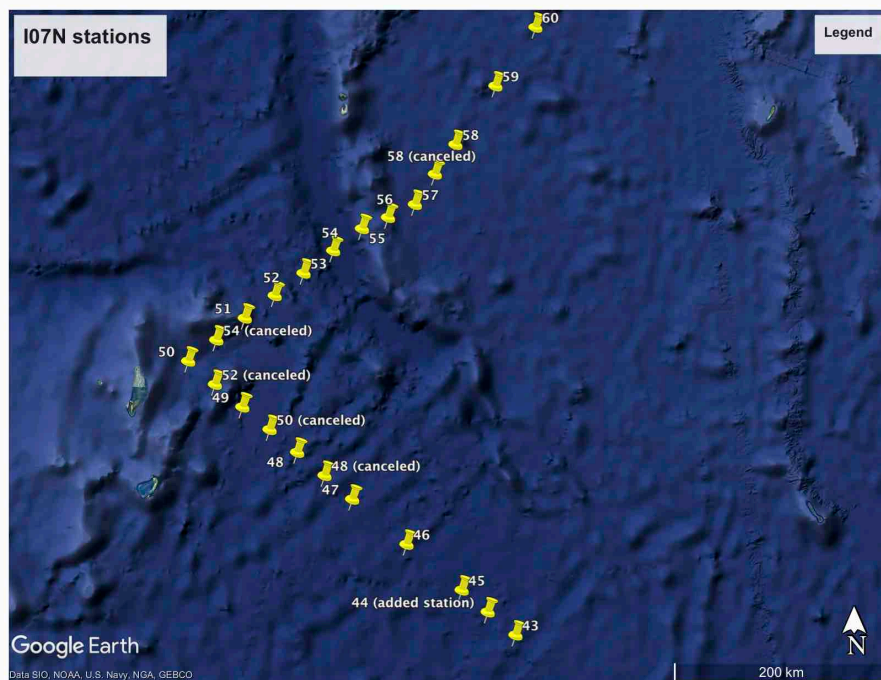 I07N stations
Legend
60
59
58
58 (canceled)
57
56
55
54
53
52
51
54 (canceled)
50
52 (canceled)
49
50 (canceled)
48
48 (canceled)
47
46
45
44 (added station)
43
N
Google Earth
200 km
Data SIO, NOAA, U.S. Navy, NGA, GEBCO